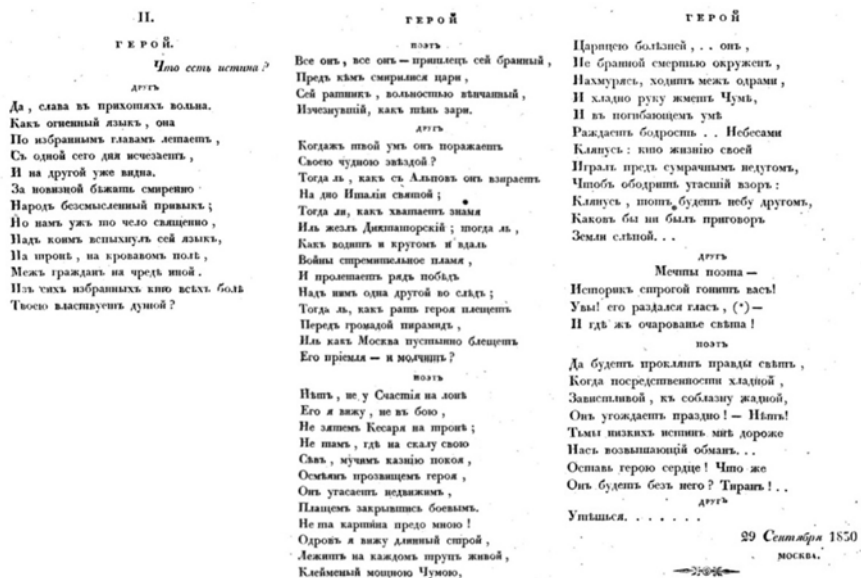 II.
ГЕРОЙ.
Что есть истина?
ДРУГЪ
Да, слава въ прихотяхъ вольна.
Какъ огненный языкъ, она
По избраннымъ главамъ летаетъ,
Съ одной сего дня исчезаетъ,
И на другой уже видна.
За новизной бѣжать смиренно
Народъ безсмысленный привыкъ;
Но намъ ужъ то чело священно,
Надъ коимъ вспыхнулъ сей языкъ,
На тронѣ, на кровавомъ полѣ,
Межъ гражданъ на чредѣ иной.
Изъ сихъ избранныхъ кто всѣхъ болѣ
Твоею властвуетъ душой?
ГЕРОЙ
ПОЭТЪ
Все онъ, все онъ — пришлецъ сей бранный,
Предъ кѣмъ смирилися цари,
Сей ратникъ, вольностью вѣнчанный,
Изчезнувшій, какъ тѣнь зари.
ДРУГЪ
Когдажъ твой умъ онъ поражаетъ
Своею чудною звѣздой?
Тогда ль, какъ съ Альповъ онъ взираетъ
На дно Италіи святой;
Тогда ли, какъ хватаетъ знамя
Иль жезлъ Диктаторскій; тогда ль,
Какъ водитъ и кругомъ и вдаль
Войны стремительное пламя,
И пролетаетъ рядъ побѣдъ
Надъ нимъ одна другой во слѣдъ;
Тогда ль, какъ рать героя плещетъ
Передъ громадой пирамидъ,
Иль какъ Москва пустынно блещетъ
Его пріемля — и молчитъ?
ПОЭТЪ
Нѣтъ, не у Счастія на лонѣ
Его я вижу, не въ бою,
Не зятемъ Кесаря на тронѣ;
Не тамъ, гдѣ на скалу свою
Сѣвъ, мучимъ казнію покоя,
Осмѣянъ прозвищемъ героя,
Онъ угасаетъ недвижимъ,
Плащемъ закрывшись боевымъ.
Не та картина предо мною!
Одровъ я вижу длинный строй,
Лежитъ на каждомъ трупъ живой,
Клейменый мощною Чумою,
ГЕРОЙ
Царицею болѣзней, . . онъ,
Не бранной смертью окруженъ,
Нахмурясь, ходитъ межъ одрами,
И хладно руку жметъ Чумѣ,
И въ погибающемъ умѣ
Раждаетъ бодрость . . Небесами
Клянусь: кто жизнію своей
Игралъ предъ сумрачнымъ недугомъ,
Чтобъ ободрить угасшій взоръ:
Клянусь, тотъ будетъ небу другомъ,
Каковъ бы ни былъ приговоръ
Земли слѣпой. . .
ДРУГЪ
Мечты поэта —
Историкъ строгой гонитъ васъ!
Увы! его раздался гласъ, (*) —
И гдѣ жъ очарованье свѣта!
ПОЭТЪ
Да будетъ проклятъ правды свѣтъ,
Когда посредственности хладной,
Завистливой, къ соблазну жадной,
Онъ угождаетъ праздно! — Нѣтъ!
Тьмы низкихъ истинъ мнѣ дороже
Насъ возвышающій обманъ. . .
Оставь герою сердце! Что же
Онъ будетъ безъ него? Тиранъ! . .
ДРУГЪ
Утѣшься. . . . . . .
29 Сентября 1830
МОСКВА.